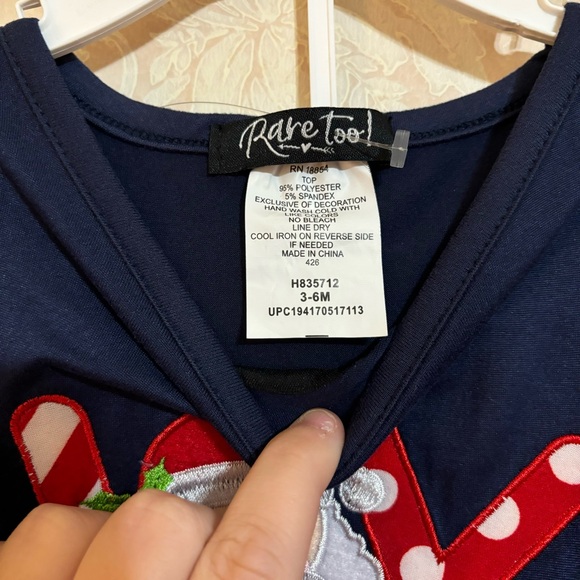 Rare Too!
RN 18854
TOP
95% POLYESTER
5% SPANDEX
EXCLUSIVE OF DECORATION
HAND WASH COLD WITH
LIKE COLORS
NO BLEACH
LINE DRY
COOL IRON ON REVERSE SIDE
IF NEEDED
MADE IN CHINA
426
H835712
3-6M
UPC194170517113